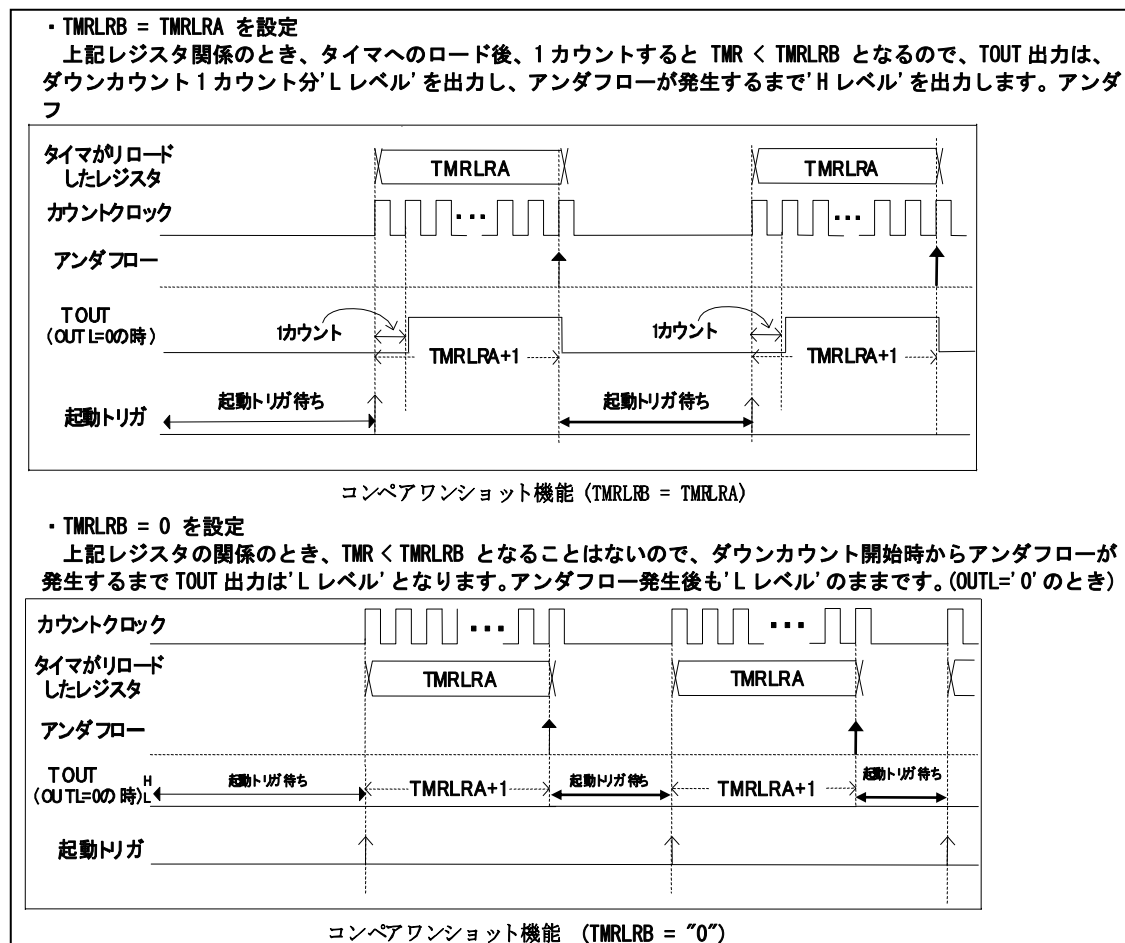 ・TMRLRB = TMRLRA を設定
上記レジスタ関係のとき、タイマへのロード後、1 カウントすると TMR < TMRLRB となるので、TOUT 出力は、
ダウンカウント 1 カウント分'L レベル' を出力し、アンダフローが発生するまで'H レベル' を出力します。アンダ
フ
タイマがリロード
したレジスタ
TMRLRA
TMRLRA
カウントクロック
・・・
・・・
アンダフロー
TOUT
(OUTL=0の時)
1カウント
1カウント
TMRLRA+1
TMRLRA+1
起動トリガ待ち
起動トリガ待ち
起動トリガ
コンペアワンショット機能 (TMRLRB = TMRLRA)
・TMRLRB = 0 を設定
上記レジスタの関係のとき、TMR < TMRLRB となることはないので、ダウンカウント開始時からアンダフローが
発生するまで TOUT 出力は'L レベル' となります。アンダフロー発生後も'L レベル' のままです。(OUTL='0' のとき)
カウントクロック
・・・
・・・
タイマがリロード
したレジスタ
TMRLRA
TMRLRA
アンダフロー
TOUT
(OUTL=0の時)
H
L
起動トリガ待ち
TMRLRA+1
起動トリガ待ち
TMRLRA+1
起動トリガ待ち
起動トリガ
コンペアワンショット機能 (TMRLRB = "0")